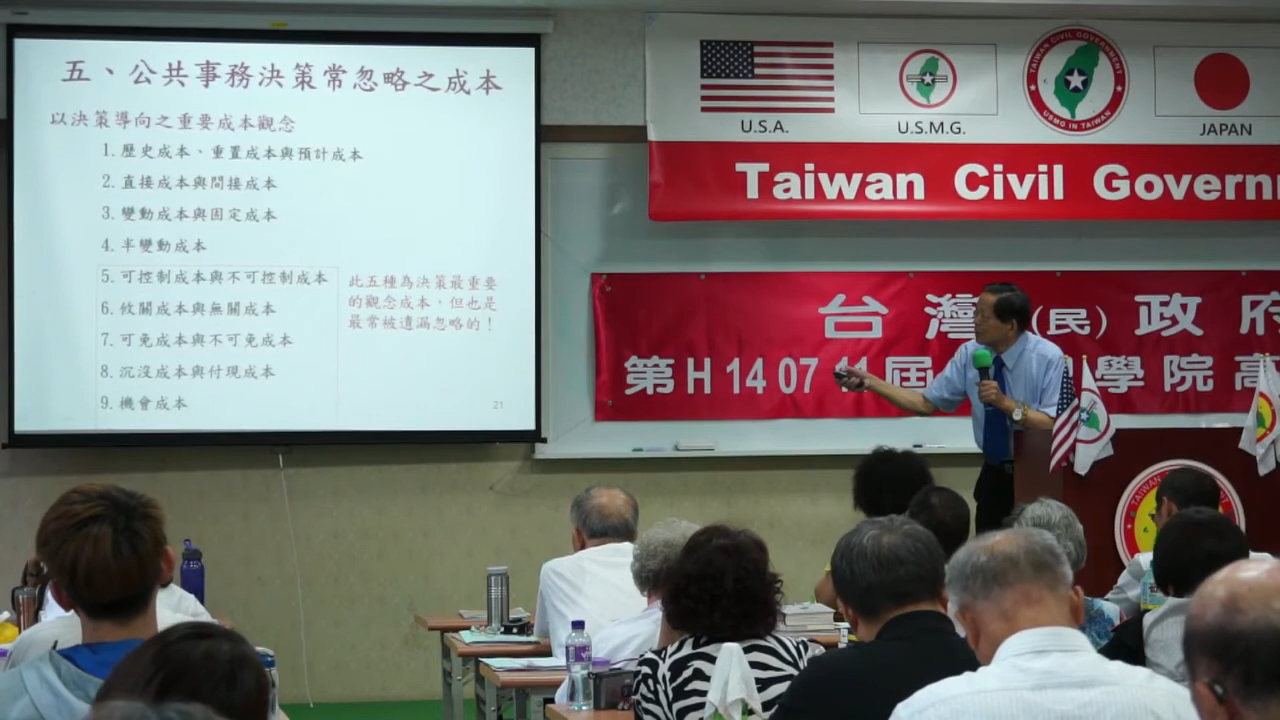 五、公共事務決策常忽略之成本
以決策導向之重要成本觀念
1. 歷史成本、重置成本與預計成本
2. 直接成本與間接成本
3. 變動成本與固定成本
4. 半變動成本
5. 可控制成本與不可控制成本
6. 攸關成本與無關成本
7. 可免成本與不可免成本
8. 沉沒成本與付現成本
9. 機會成本
此五種為決策最重要
的觀念成本，但也是
最常被遺漏忽略的！
21
TAIWAN CIVIL GOVERNMENT
USMG IN TAIWAN
U.S.A.
U.S.M.G.
JAPAN
Taiwan Civil Governm
台灣(民)政府
第H 14 07 11屆 學院高